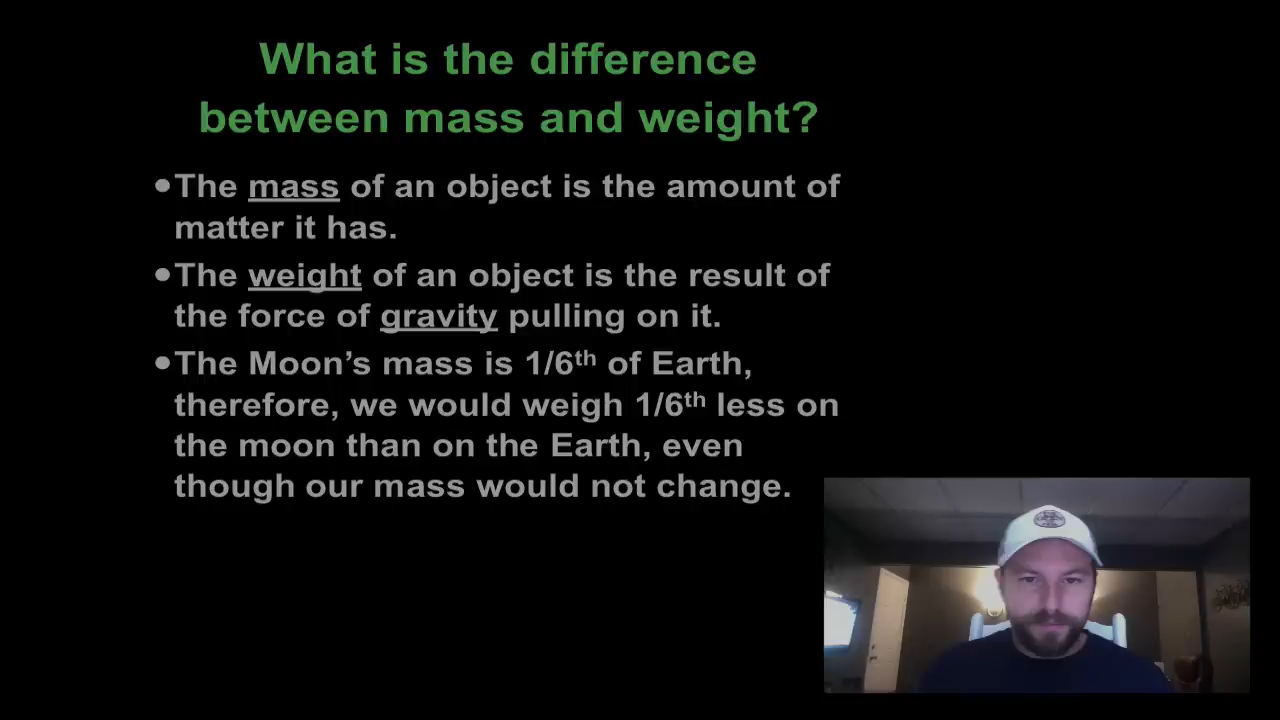 What is the difference
between mass and weight?
•The mass of an object is the amount of
matter it has.
•The weight of an object is the result of
the force of gravity pulling on it.
•The Moon’s mass is 1/6th of Earth,
therefore, we would weigh 1/6th less on
the moon than on the Earth, even
though our mass would not change.